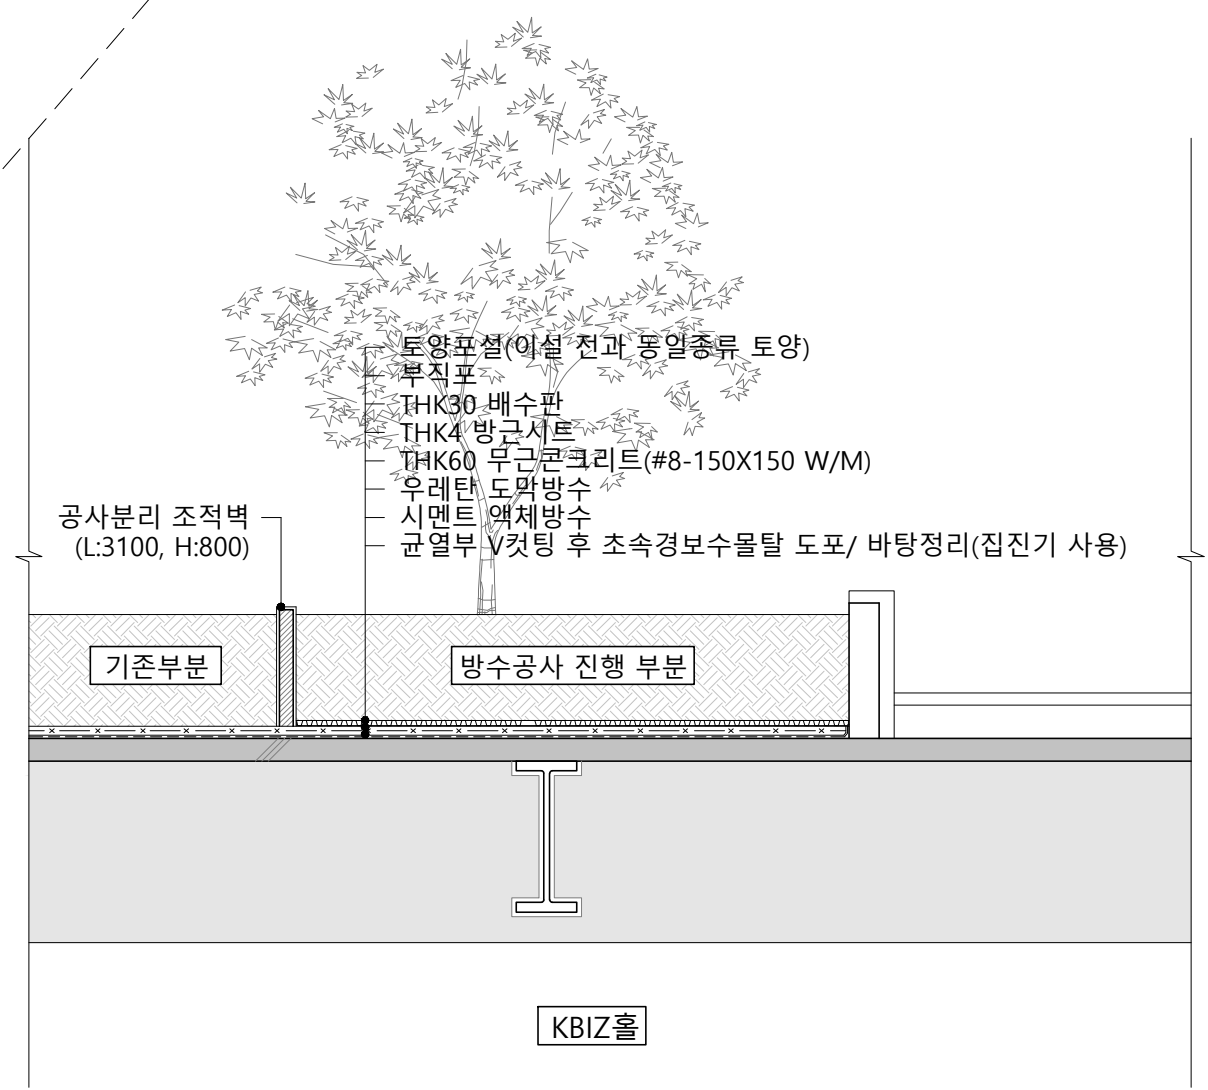 토양포설(이설 전과 동일종류 토양)
부직포
THK30 배수판
THK4 방근시트
THK60 무근콘크리트(#8-150X150 W/M)
우레탄 도막방수
시멘트 액체방수
균열부 V컷팅 후 초속경보수몰탈 도포/ 바탕정리(집진기 사용)
공사분리 조적벽
(L:3100, H:800)
기존부분
방수공사 진행 부분
KBIZ홀